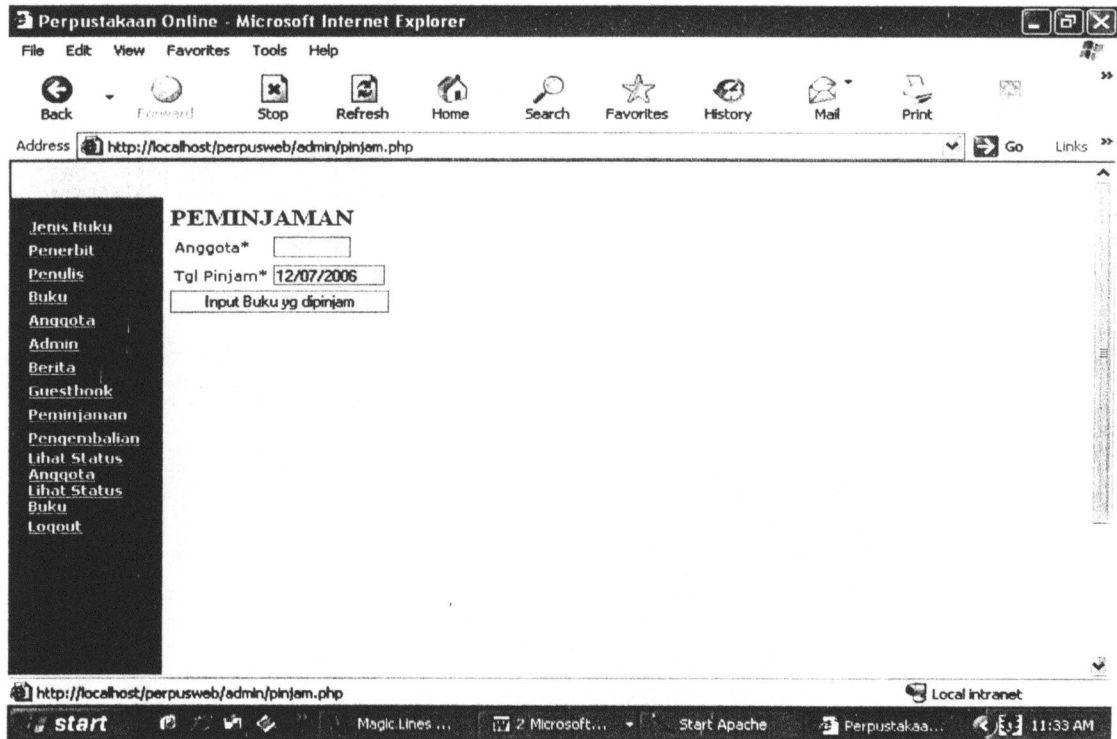 Perpustakaan Online - Microsoft Internet Explorer
File Edit View Favorites Tools Help
Back Forward Stop Refresh Home Search Favorites History Mail Print
Address http://localhost/perpusweb/admin/pinjam.php Go Links
PEMINJAMAN
Anggota*
Tgl Pinjam* 12/07/2006
Input Buku yg dipinjam
Jenis Buku
Penerbit
Penulis
Buku
Anggota
Admin
Berita
Guestbook
Peminjaman
Pengembalian
Lihat Status
Anggota
Lihat Status
Buku
Logout
http://localhost/perpusweb/admin/pinjam.php Local intranet
start Magic Lines ... 2 Microsoft... Start Apache Perpustakaa... 11:33 AM